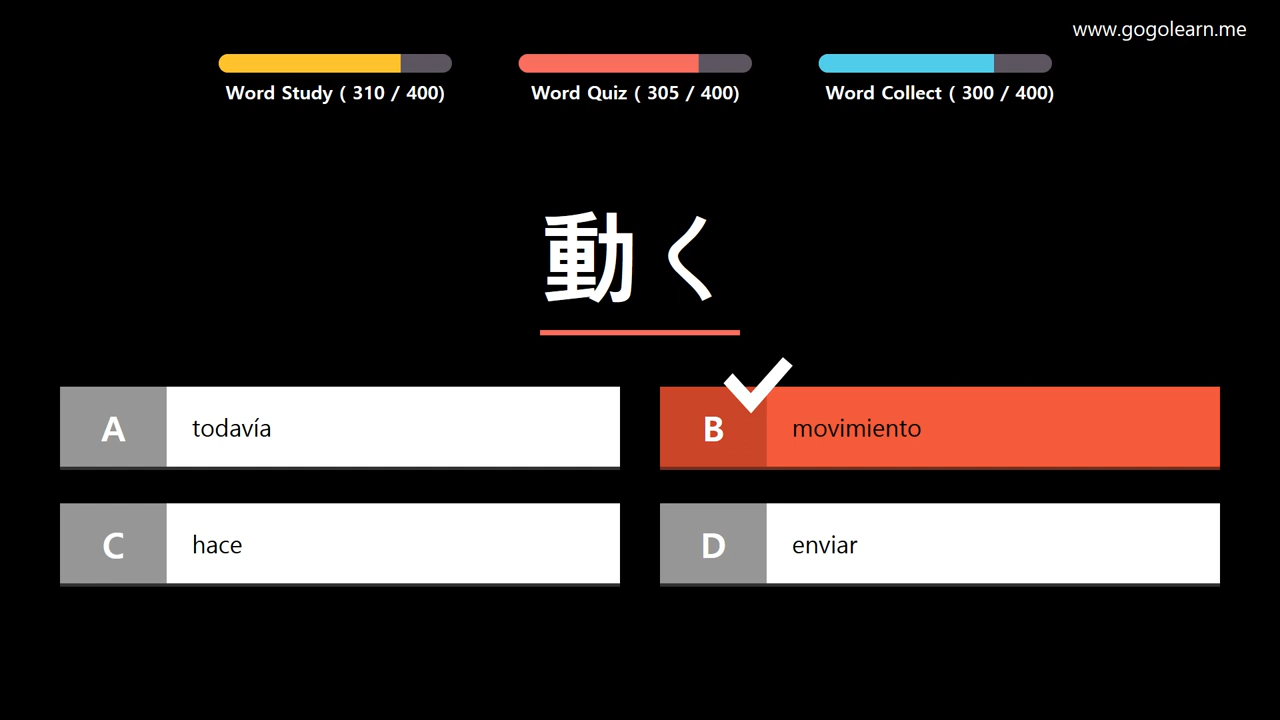 www.gogolearn.me
Word Study ( 310 / 400)
Word Quiz ( 305 / 400)
Word Collect ( 300 / 400)
動く
A todavía
B movimiento
C hace
D enviar